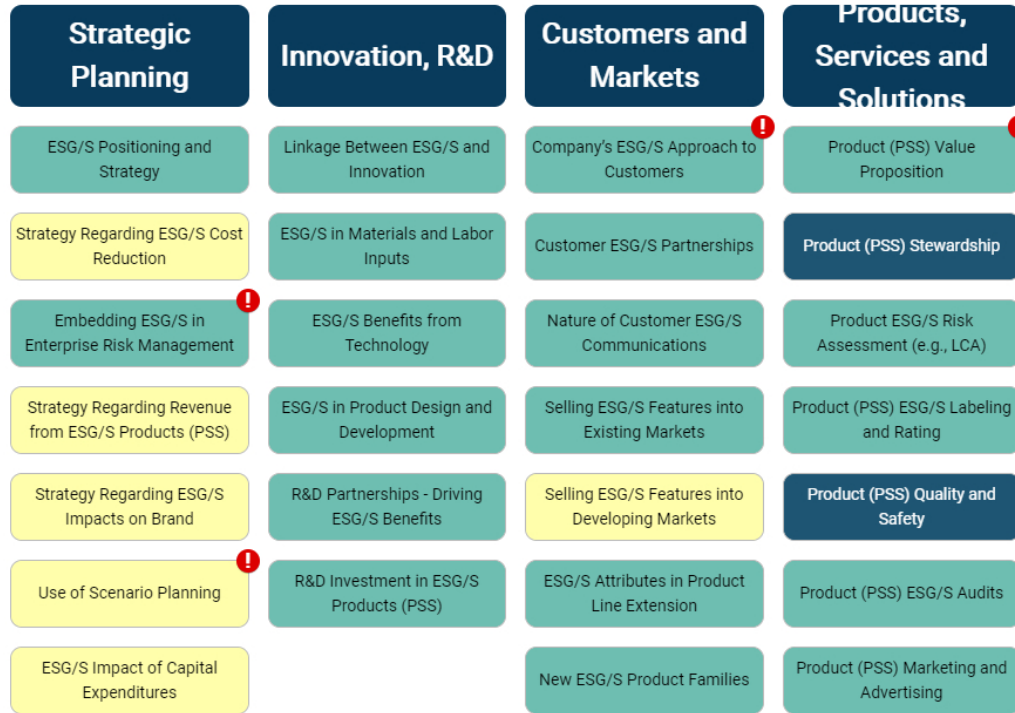 Strategic
Planning
ESG/S Positioning and
Strategy
Strategy Regarding ESG/S Cost
Reduction
Embedding ESG/S in
Enterprise Risk Management
!
Strategy Regarding Revenue
from ESG/S Products (PSS)
Strategy Regarding ESG/S
Impacts on Brand
Use of Scenario Planning
!
ESG/S Impact of Capital
Expenditures
Innovation, R&D
Linkage Between ESG/S and
Innovation
ESG/S in Materials and Labor
Inputs
ESG/S Benefits from
Technology
ESG/S in Product Design and
Development
R&D Partnerships - Driving
ESG/S Benefits
R&D Investment in ESG/S
Products (PSS)
Customers and
Markets
Company's ESG/S Approach to
Customers
!
Customer ESG/S Partnerships
Nature of Customer ESG/S
Communications
Selling ESG/S Features into
Existing Markets
Selling ESG/S Features into
Developing Markets
ESG/S Attributes in Product
Line Extension
New ESG/S Product Families
Products,
Services and
Solutions
Product (PSS) Value
Proposition
Product (PSS) Stewardship
Product ESG/S Risk
Assessment (e.g., LCA)
Product (PSS) ESG/S Labeling
and Rating
Product (PSS) Quality and
Safety
Product (PSS) ESG/S Audits
Product (PSS) Marketing and
Advertising